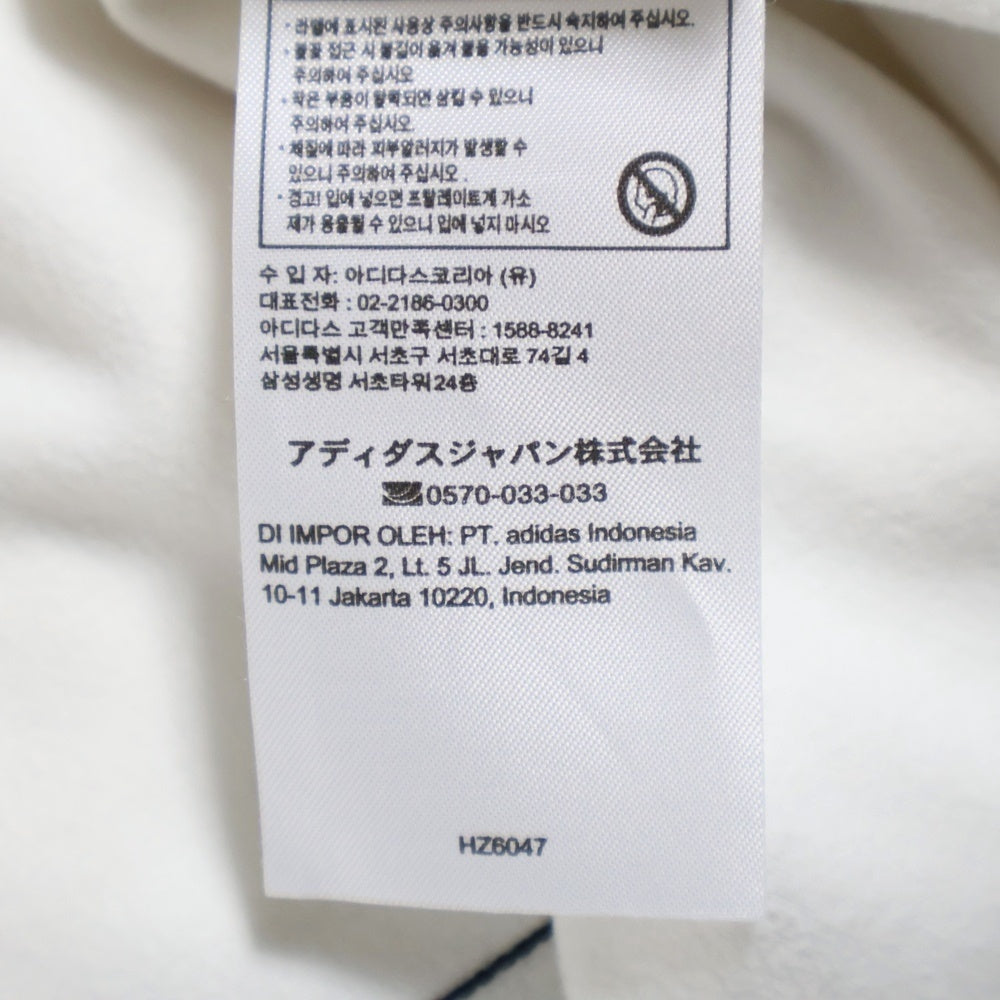 · 라벨에 표시된 사용상 주의사항을 반드시 숙지하여 주십시오.
· 불꽃 접근 시 불길이 옮겨 붙을 가능성이 있으니
주의하여 주십시오
· 작은 부품이 탈락되면 삼킬 수 있으니
주의하여 주십시오.
· 체질에 따라 피부알러지가 발생할 수
있으니 주의하여 주십시오.
· 경고! 입에 넣으면 프탈레이트계 가소
제가 용출될 수 있으니 입에 넣지 마시오
수 입 자: 아디다스코리아 (유)
대표전화 : 02-2186-0300
아디다스 고객만족센터 : 1588-8241
서울특별시 서초구 서초대로 74길 4
삼성생명 서초타워24층
アディダスジャパン株式会社
0570-033-033
DI IMPOR OLEH: PT. adidas Indonesia
Mid Plaza 2, Lt. 5 JL. Jend. Sudirman Kav.
10-11 Jakarta 10220, Indonesia
HZ6047